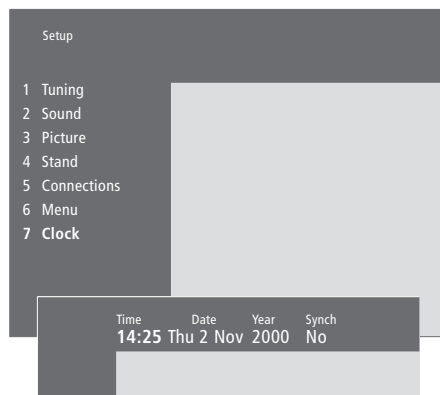 Setup
1 Tuning
2 Sound
3 Picture
4 Stand
5 Connections
6 Menu
7 Clock
Time Date Year Synch
14:25 Thu 2 Nov 2000 No